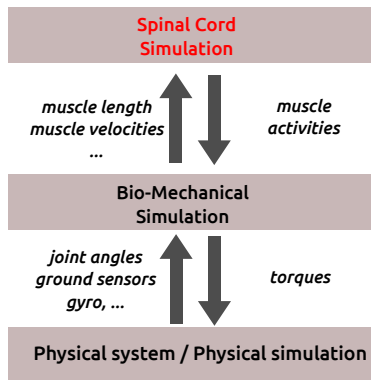 Spinal Cord
Simulation
muscle length
muscle velocities
...
muscle
activities
Bio-Mechanical
Simulation
joint angles
ground sensors
gyro, ...
torques
Physical system / Physical simulation